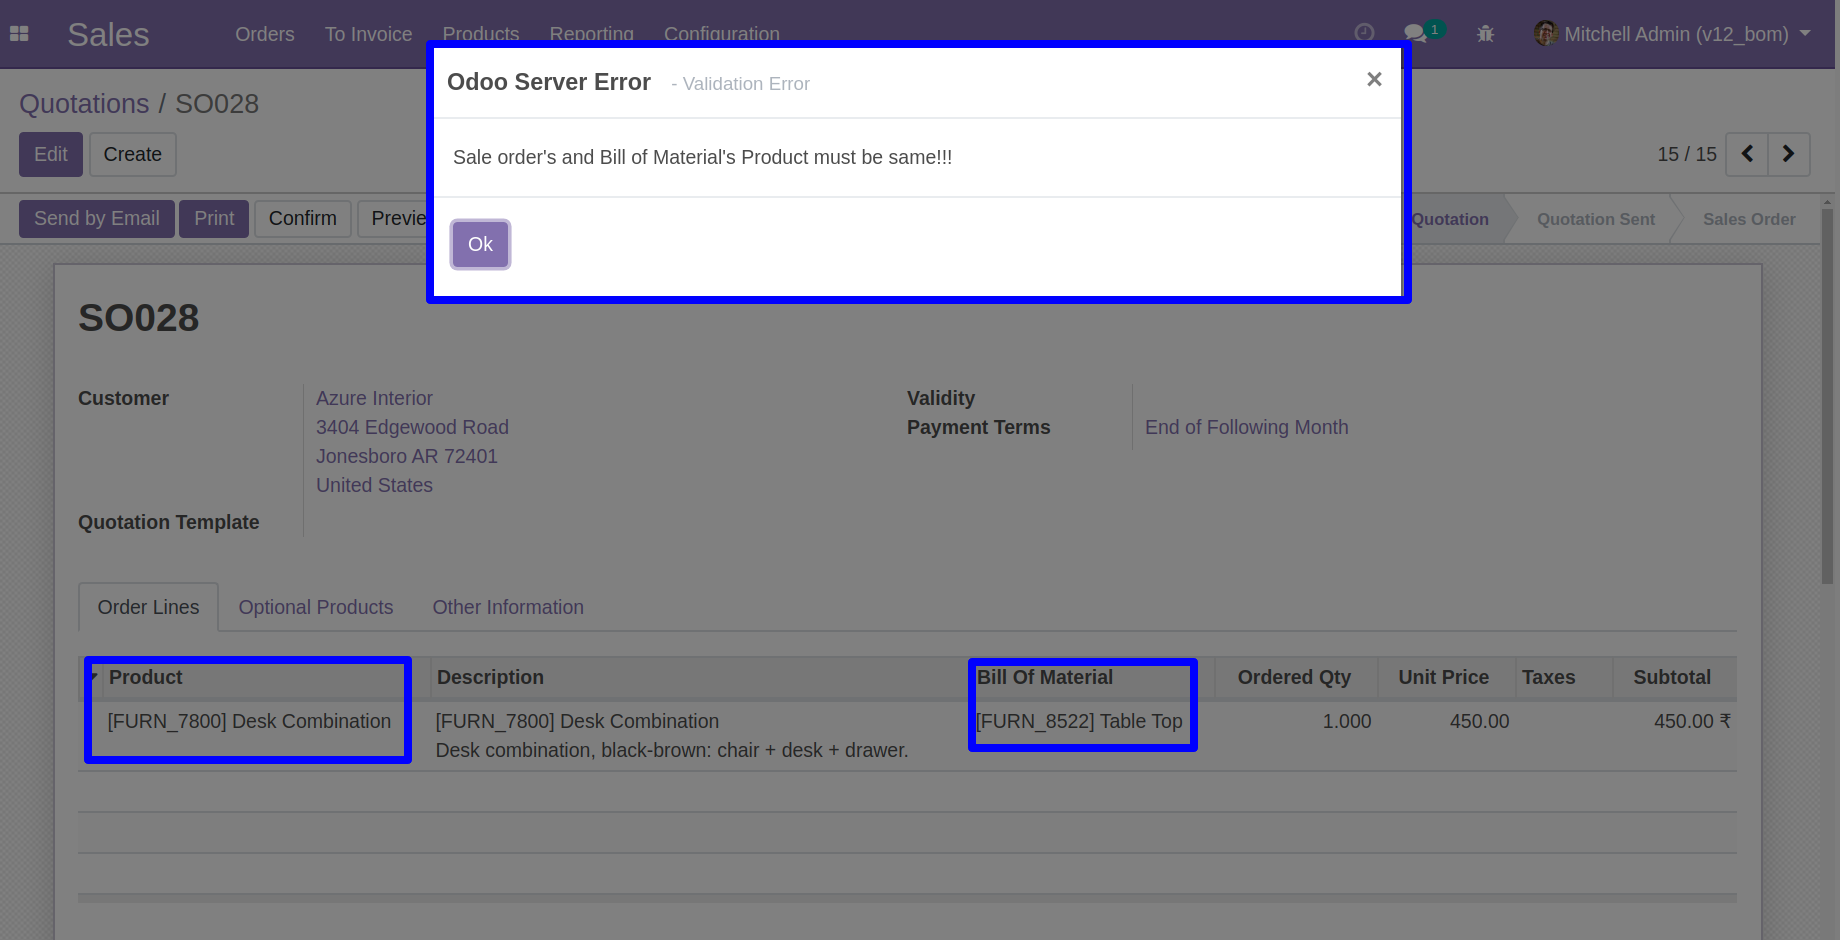 Sales
Orders
To Invoice
Products
Reporting
Configuration
1
Mitchell Admin (v12_bom)
Odoo Server Error
- Validation Error
×
Quotations / SO028
Edit
Create
Sale order's and Bill of Material's Product must be same!!!
15 / 15
Send by Email
Print
Confirm
Previe
Ok
Quotation
Quotation Sent
Sales Order
SO028
Customer
Azure Interior
3404 Edgewood Road
Jonesboro AR 72401
United States
Validity
Payment Terms
End of Following Month
Quotation Template
Order Lines
Optional Products
Other Information
Product
Description
Bill Of Material
Ordered Qty
Unit Price
Taxes
Subtotal
[FURN_7800] Desk Combination
[FURN_7800] Desk Combination
Desk combination, black-brown: chair + desk + drawer.
[FURN_8522] Table Top
1.000
450.00
450.00 ₹